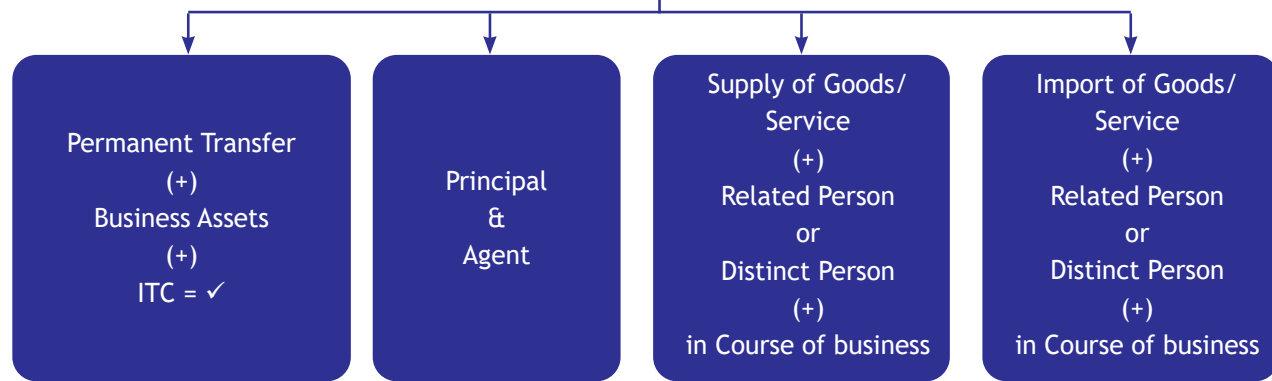 Permanent Transfer
(+)
Business Assets
(+)
ITC = ✓
Principal
&
Agent
Supply of Goods/
Service
(+)
Related Person
or
Distinct Person
(+)
in Course of business
Import of Goods/
Service
(+)
Related Person
or
Distinct Person
(+)
in Course of business